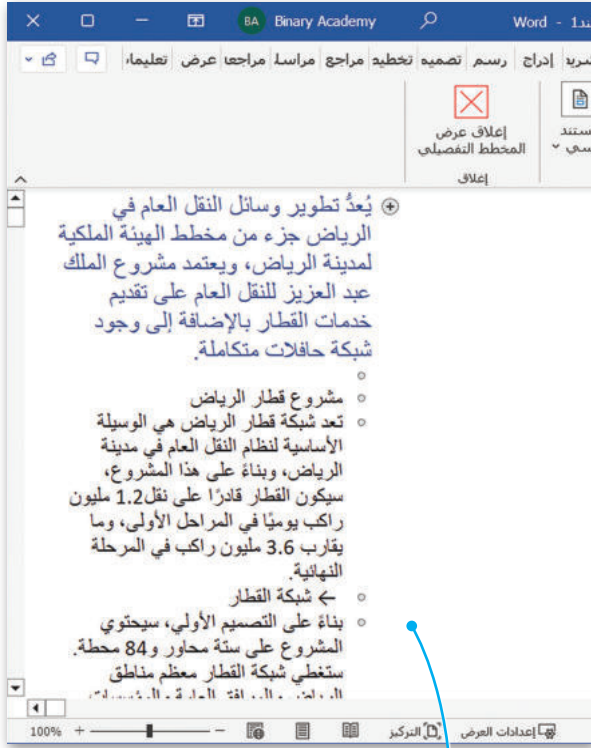 Word - 1
Binary Academy
BA
إدراج رسم تصميم تخطيط مراجع مراسلا مراجعا عرض تعليمات
إغلاق عرض
المخطط التفصيلي
إغلاق
يُعدُّ تطوير وسائل النقل العام في
الرياض جزء من مخطط الهيئة الملكية
لمدينة الرياض، ويعتمد مشروع الملك
عبد العزيز للنقل العام على تقديم
خدمات القطار بالإضافة إلى وجود
شبكة حافلات متكاملة.
مشروع قطار الرياض
تعد شبكة قطار الرياض هي الوسيلة
الأساسية لنظام النقل العام في مدينة
الرياض، وبناءً على هذا المشروع،
سيكون القطار قادرًا على نقل1.2 مليون
راكب يوميًا في المراحل الأولى، وما
يقارب 3.6 مليون راكب في المرحلة
النهائية.
← شبكة القطار
بناءً على التصميم الأولي، سيحتوي
المشروع على ستة محاور و84 محطة.
ستغطي شبكة القطار معظم مناطق
إعدادات العرض التركيز 100%